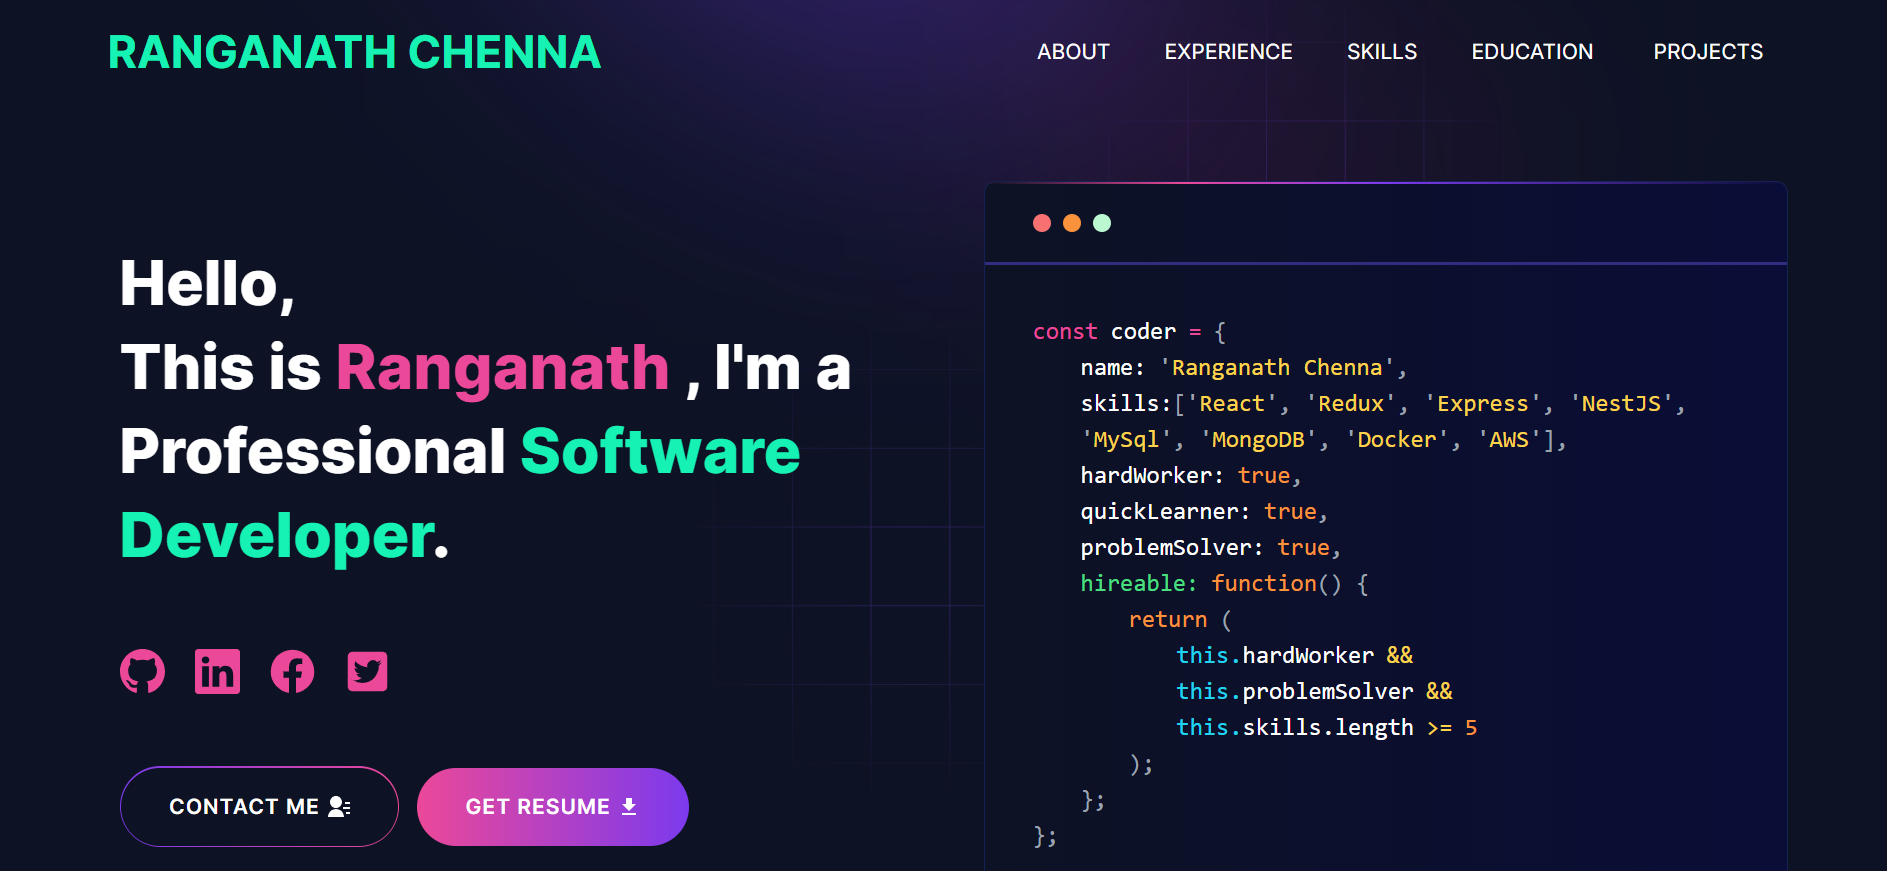 RANGANATH CHENNA
ABOUT EXPERIENCE SKILLS EDUCATION PROJECTS
Hello,
This is Ranganath , I'm a
Professional Software
Developer.
CONTACT ME GET RESUME
const coder = {
name: 'Ranganath Chenna',
skills:['React', 'Redux', 'Express', 'NestJS',
'MySql', 'MongoDB', 'Docker', 'AWS'],
hardWorker: true,
quickLearner: true,
problemSolver: true,
hireable: function() {
return (
this.hardWorker &&
this.problemSolver &&
this.skills.length >= 5
);
};
};